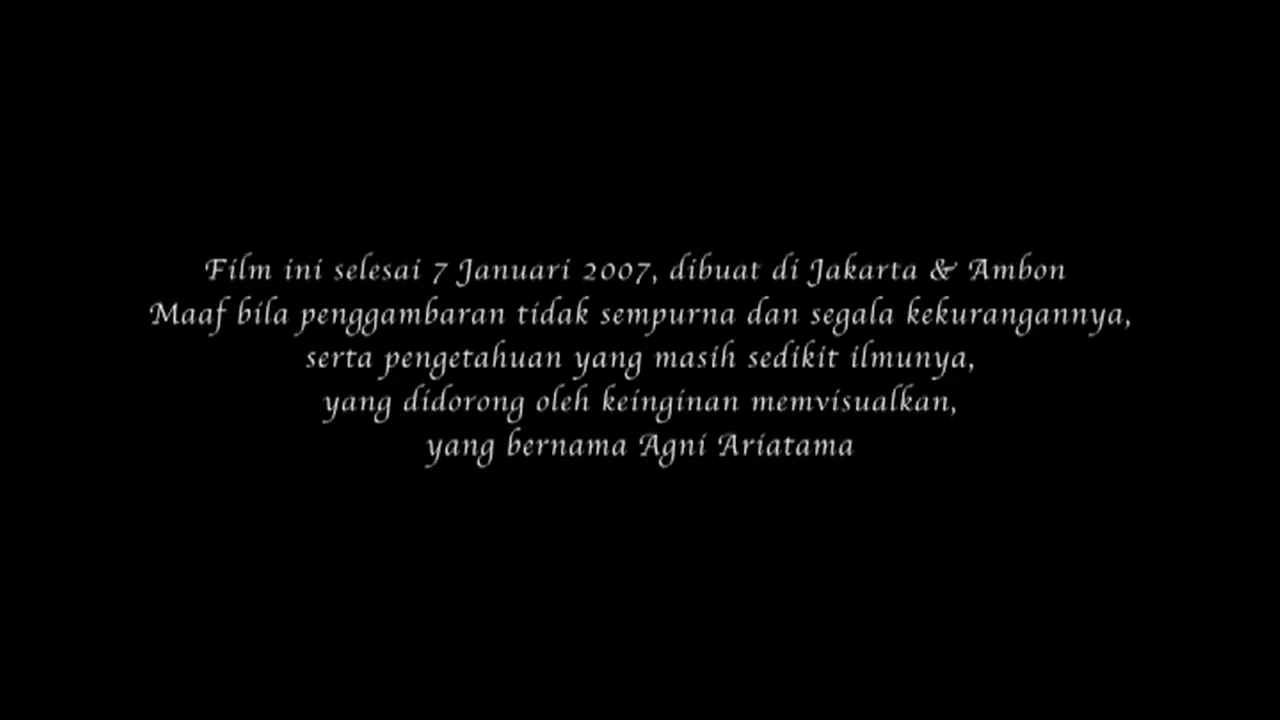 Film ini selesai 7 Januari 2007, dibuat di Jakarta & Ambon
Maaf bila penggambaran tidak sempurna dan segala kekurangannya,
serta pengetahuan yang masih sedikit ilmunya,
yang didorong oleh keinginan memvisualkan,
yang bernama Agni Ariatama